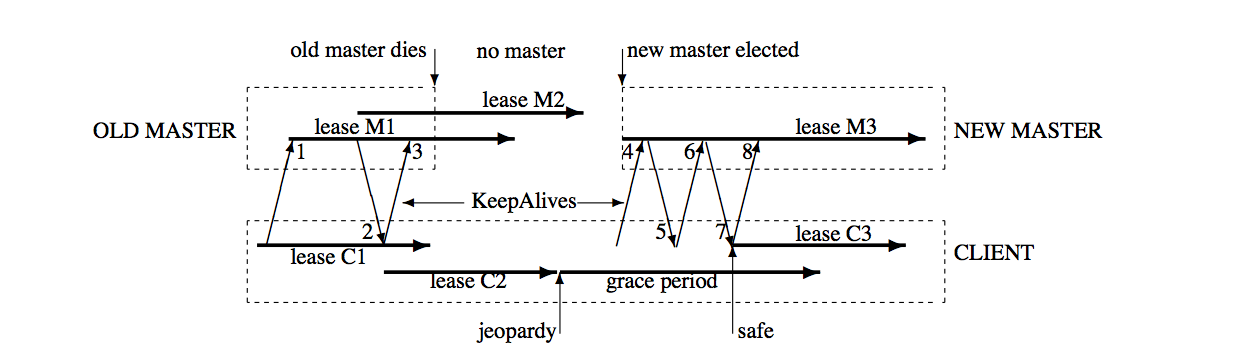 old master dies no master new master elected
lease M2
OLD MASTER lease M1 lease M3 NEW MASTER
1 3 4 6 8
KeepAlives
2 5 7 lease C3
lease C1 CLIENT
lease C2 grace period
jeopardy safe